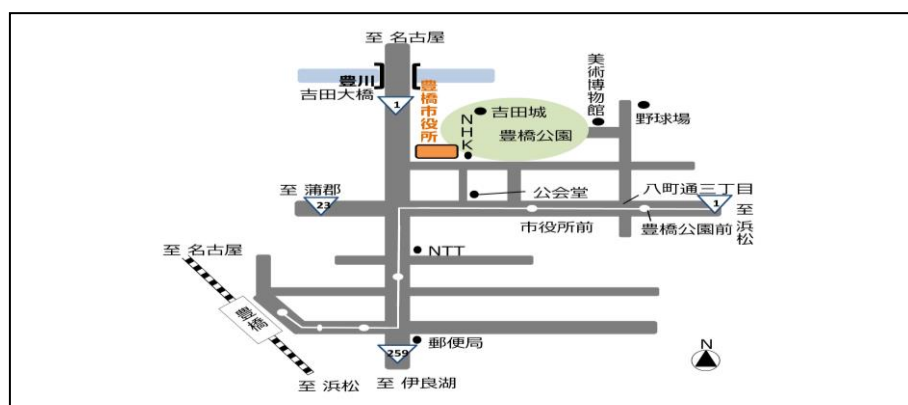 至 名古屋
豊川
吉田大橋
1
豊橋市役所
NHK
吉田城
豊橋公園
美術博物館
野球場
至 蒲郡
23
公会堂
八町通三丁目
1
至 浜松
市役所前
豊橋公園前
至 名古屋
NTT
豊橋
259
郵便局
至 浜松
至 伊良湖
N